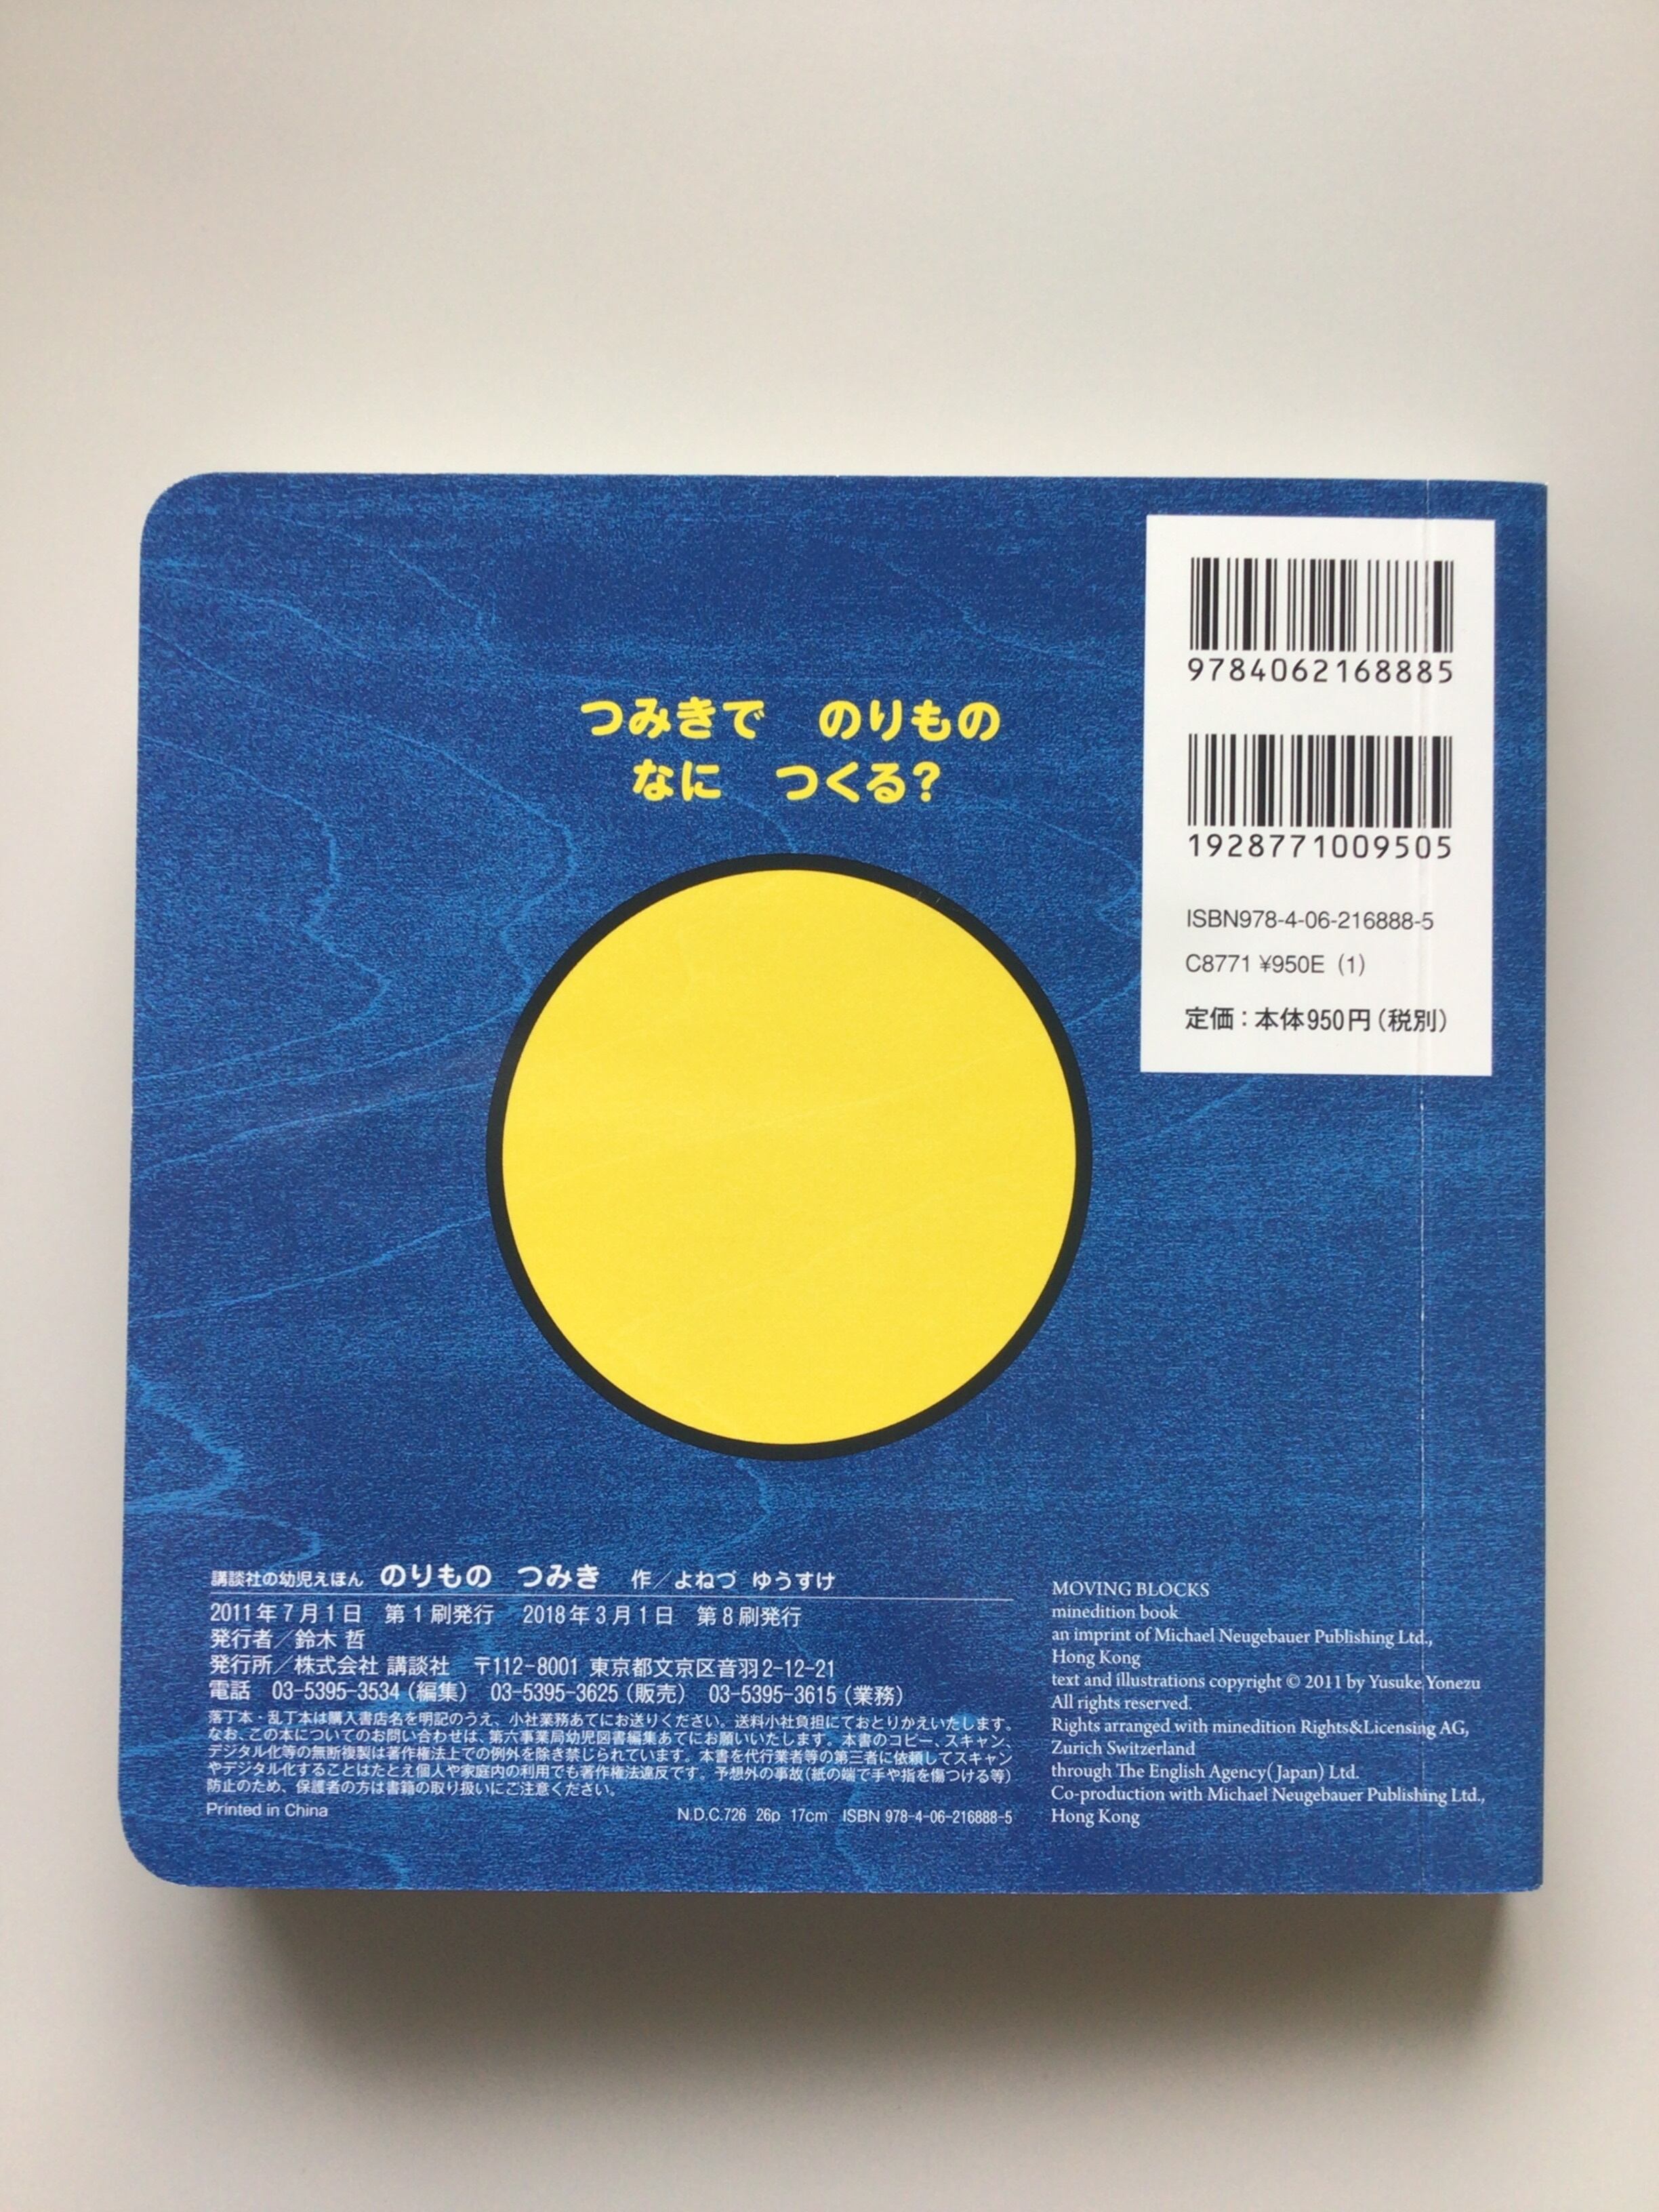 つみきで　のりもの
なに　つくる？
9784062168885
1928771009505
ISBN978-4-06-216888-5
C8771 ¥950E (1)
定価：本体950円（税別）
講談社の幼児えほん　のりもの　つみき　作／よねづ ゆうすけ
2011年7月1日　第1刷発行　2018年3月1日　第8刷発行
発行者／鈴木 哲
発行所／株式会社 講談社　〒112-8001 東京都文京区音羽2-12-21
電話　03-5395-3534（編集）　03-5395-3625（販売）　03-5395-3615（業務）
落丁本・乱丁本は購入書店名を明記のうえ、小社業務あてにお送りください。送料小社負担にておとりかえいたします。
なお、この本についてのお問い合わせは、第六事業局幼児図書編集あてにお願いいたします。本書のコピー、スキャン、
デジタル化等の無断複製は著作権法上での例外を除き禁じられています。本書を代行業者等の第三者に依頼してスキャン
やデジタル化することはたとえ個人や家庭内の利用でも著作権法違反です。予想外の事故（紙の端で手や指を傷つける等）
防止のため、保護者の方は書籍の取り扱いにご注意ください。
Printed in China
N.D.C.726 26p 17cm ISBN 978-4-06-216888-5
MOVING BLOCKS
minedition book
an imprint of Michael Neugebauer Publishing Ltd.,
Hong Kong
text and illustrations copyright © 2011 by Yusuke Yonezu
All rights reserved.
Rights arranged with minedition Rights&Licensing AG,
Zurich Switzerland
through The English Agency(Japan) Ltd.
Co-production with Michael Neugebauer Publishing Ltd.,
Hong Kong